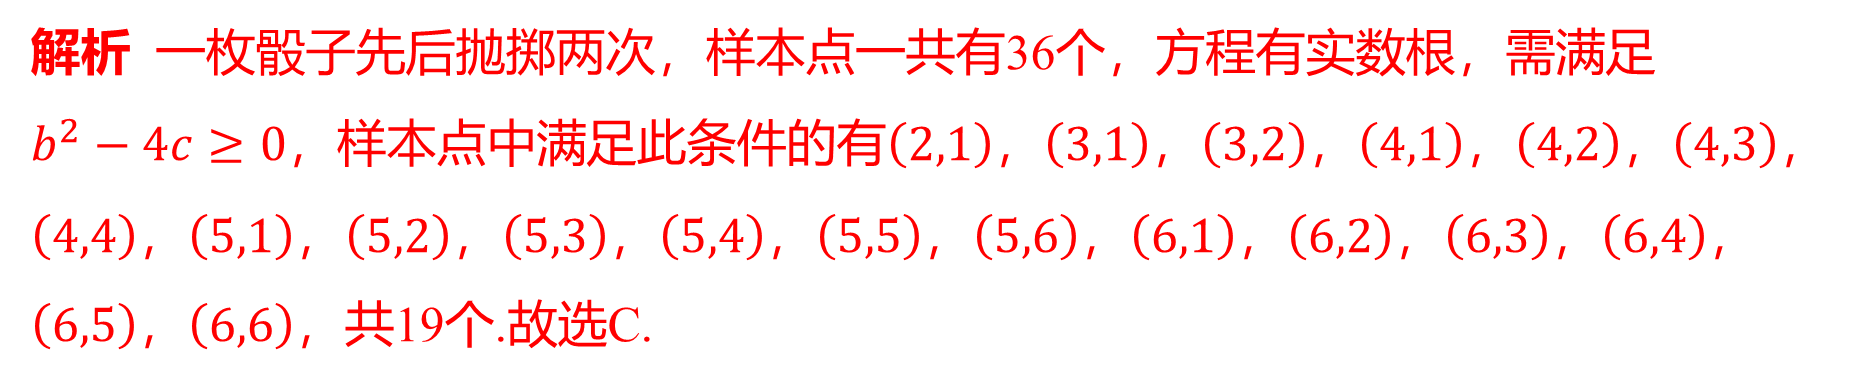 解析 一枚骰子先后抛掷两次，样本点一共有36个，方程有实数根，需满足
b² − 4c ≥ 0，样本点中满足此条件的有(2,1)，(3,1)，(3,2)，(4,1)，(4,2)，(4,3)，
(4,4)，(5,1)，(5,2)，(5,3)，(5,4)，(5,5)，(5,6)，(6,1)，(6,2)，(6,3)，(6,4)，
(6,5)，(6,6)，共19个.故选C.